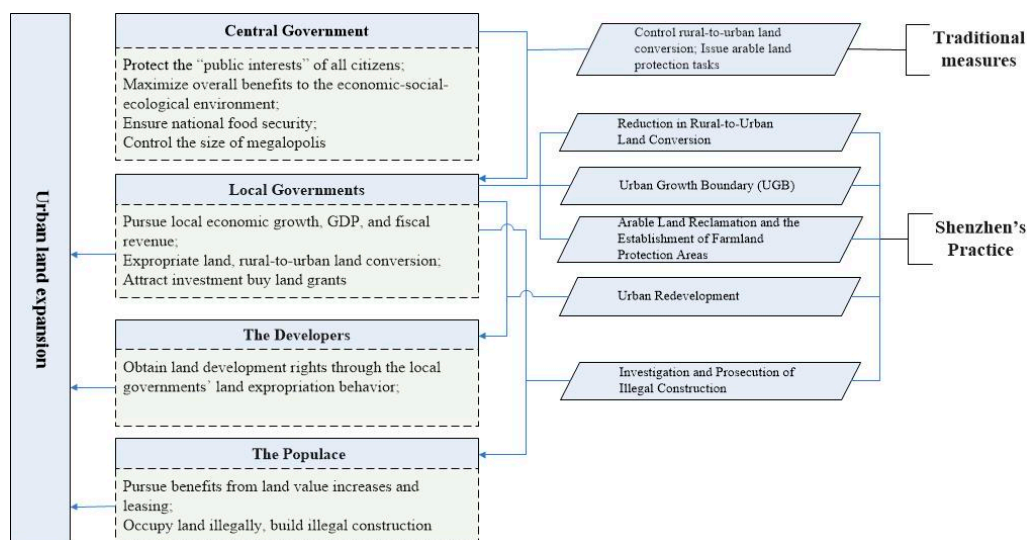 Urban land expansion
Central Government
Protect the “public interests” of all citizens;
Maximize overall benefits to the economic-social-
ecological environment;
Ensure national food security;
Control the size of megalopolis
Local Governments
Pursue local economic growth, GDP, and fiscal
revenue;
Expropriate land, rural-to-urban land conversion;
Attract investment buy land grants
The Developers
Obtain land development rights through the local
governments’ land expropriation behavior;
The Populace
Pursue benefits from land value increases and
leasing;
Occupy land illegally, build illegal construction
Control rural-to-urban land
conversion; Issue arable land
protection tasks
Reduction in Rural-to-Urban
Land Conversion
Urban Growth Boundary (UGB)
Arable Land Reclamation and the
Establishment of Farmland
Protection Areas
Urban Redevelopment
Investigation and Prosecution of
Illegal Construction
Traditional
measures
Shenzhen’s
Practice